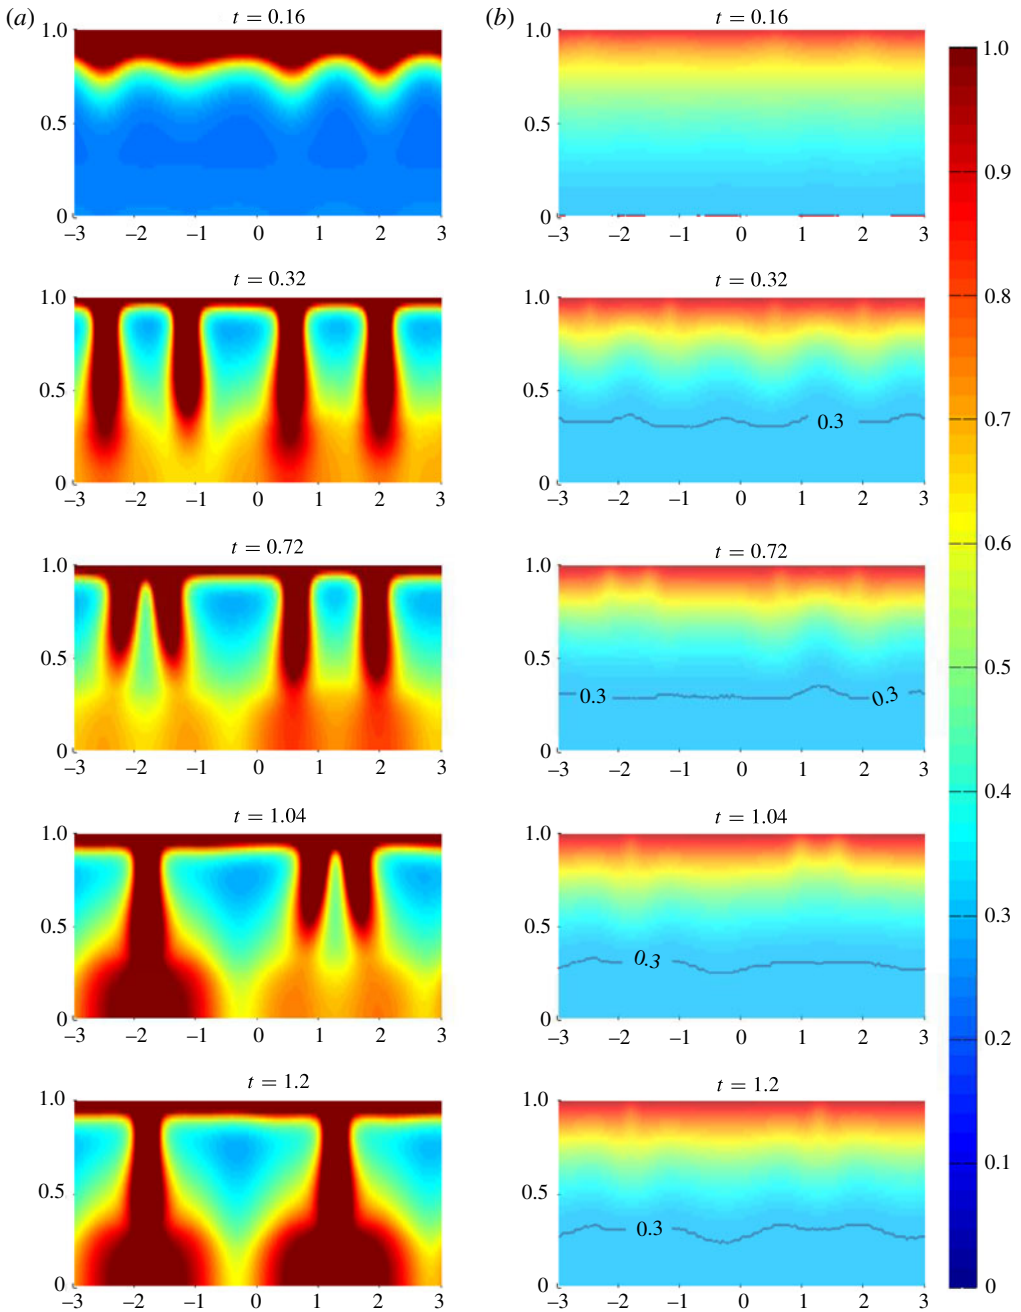 (a) t = 0.16
1.0
0.5
0
–3 –2 –1 0 1 2 3
t = 0.32
1.0
0.5
0
–3 –2 –1 0 1 2 3
t = 0.72
1.0
0.5
0
–3 –2 –1 0 1 2 3
t = 1.04
1.0
0.5
0
–3 –2 –1 0 1 2 3
t = 1.2
1.0
0.5
0
–3 –2 –1 0 1 2 3
(b) t = 0.16
1.0
0.5
0
–3 –2 –1 0 1 2 3
t = 0.32
1.0
0.5
0.3
0
–3 –2 –1 0 1 2 3
t = 0.72
1.0
0.5
0.3 0.3
0
–3 –2 –1 0 1 2 3
t = 1.04
1.0
0.5
0.3
0
–3 –2 –1 0 1 2 3
t = 1.2
1.0
0.5
0.3
0
–3 –2 –1 0 1 2 3
1.0
0.9
0.8
0.7
0.6
0.5
0.4
0.3
0.2
0.1
0